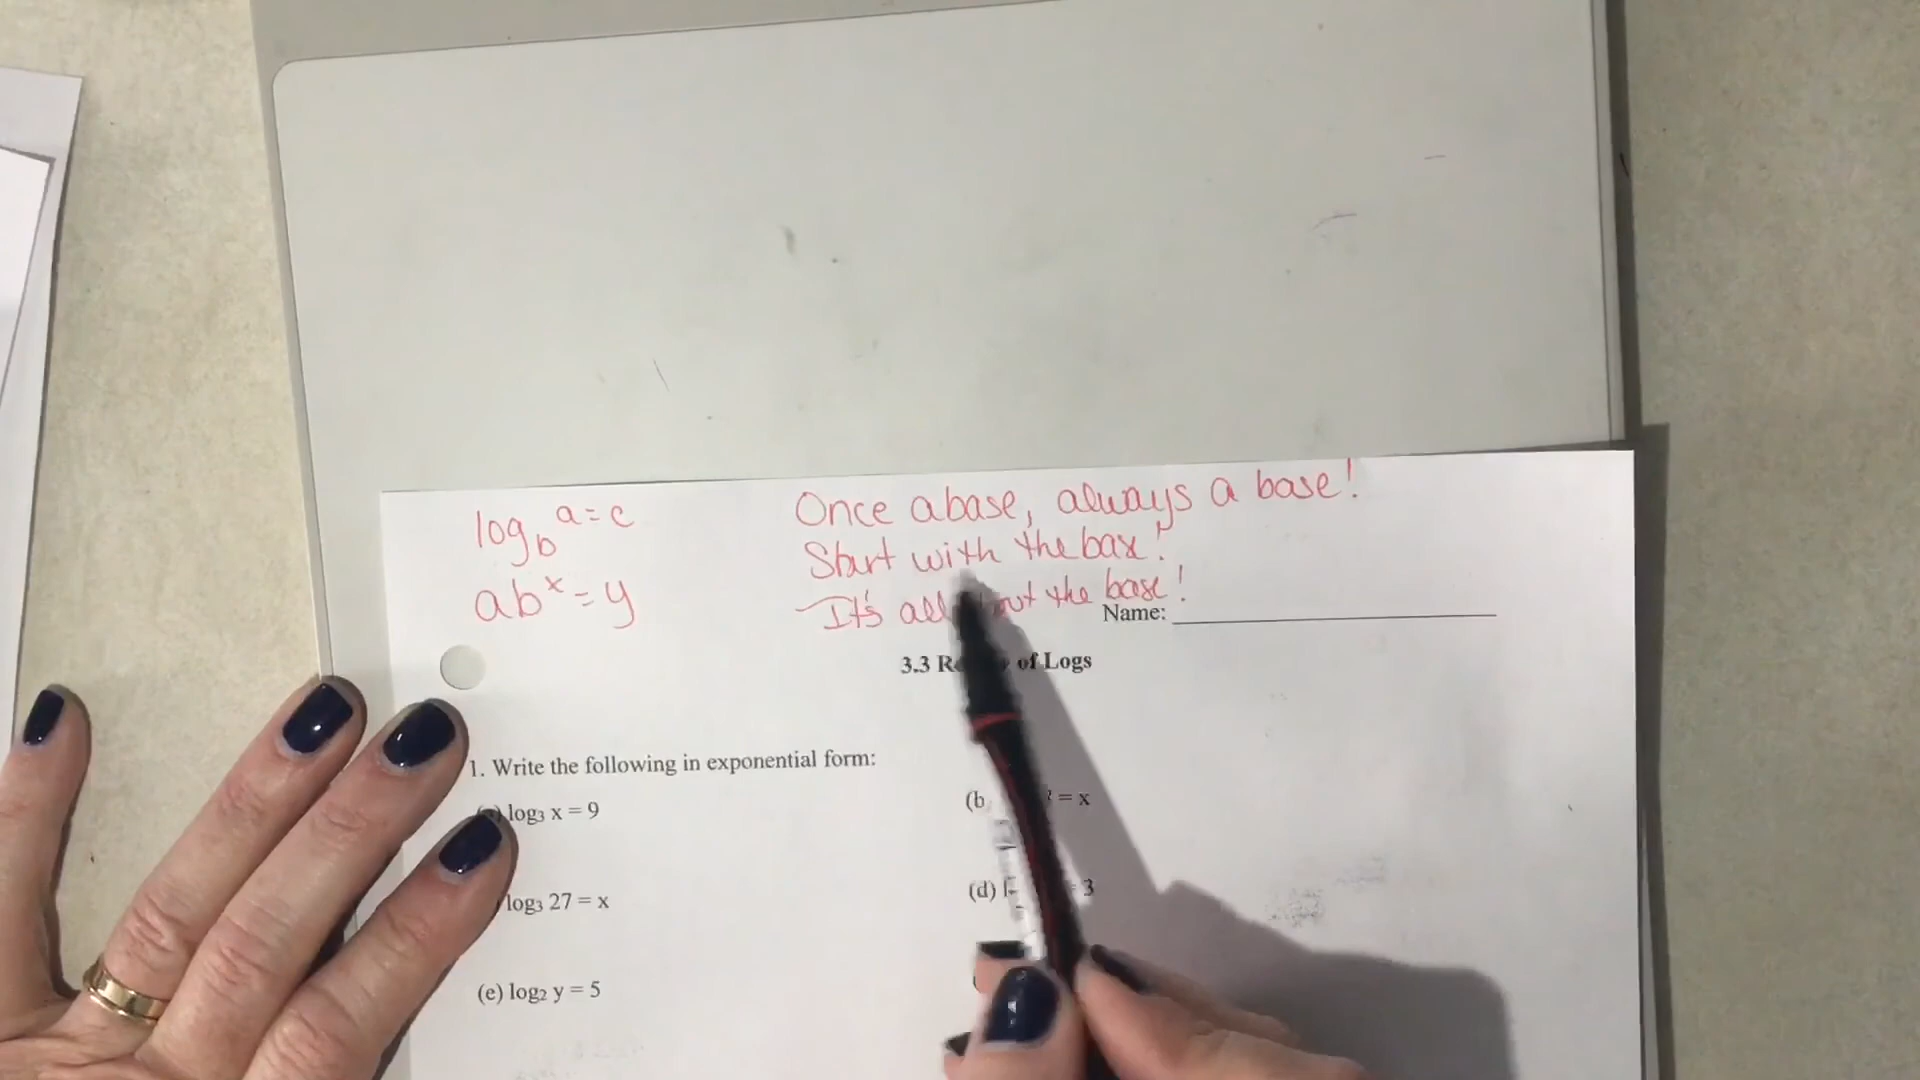 log_b a = c
ab^x = y
Once a base, always a base!
Start with the base!
It's all the base!
Name:
3.3 of Logs
1. Write the following in exponential form:
log₃ x = 9
(b = x
log₃ 27 = x
(d) 3
(e) log₂ y = 5